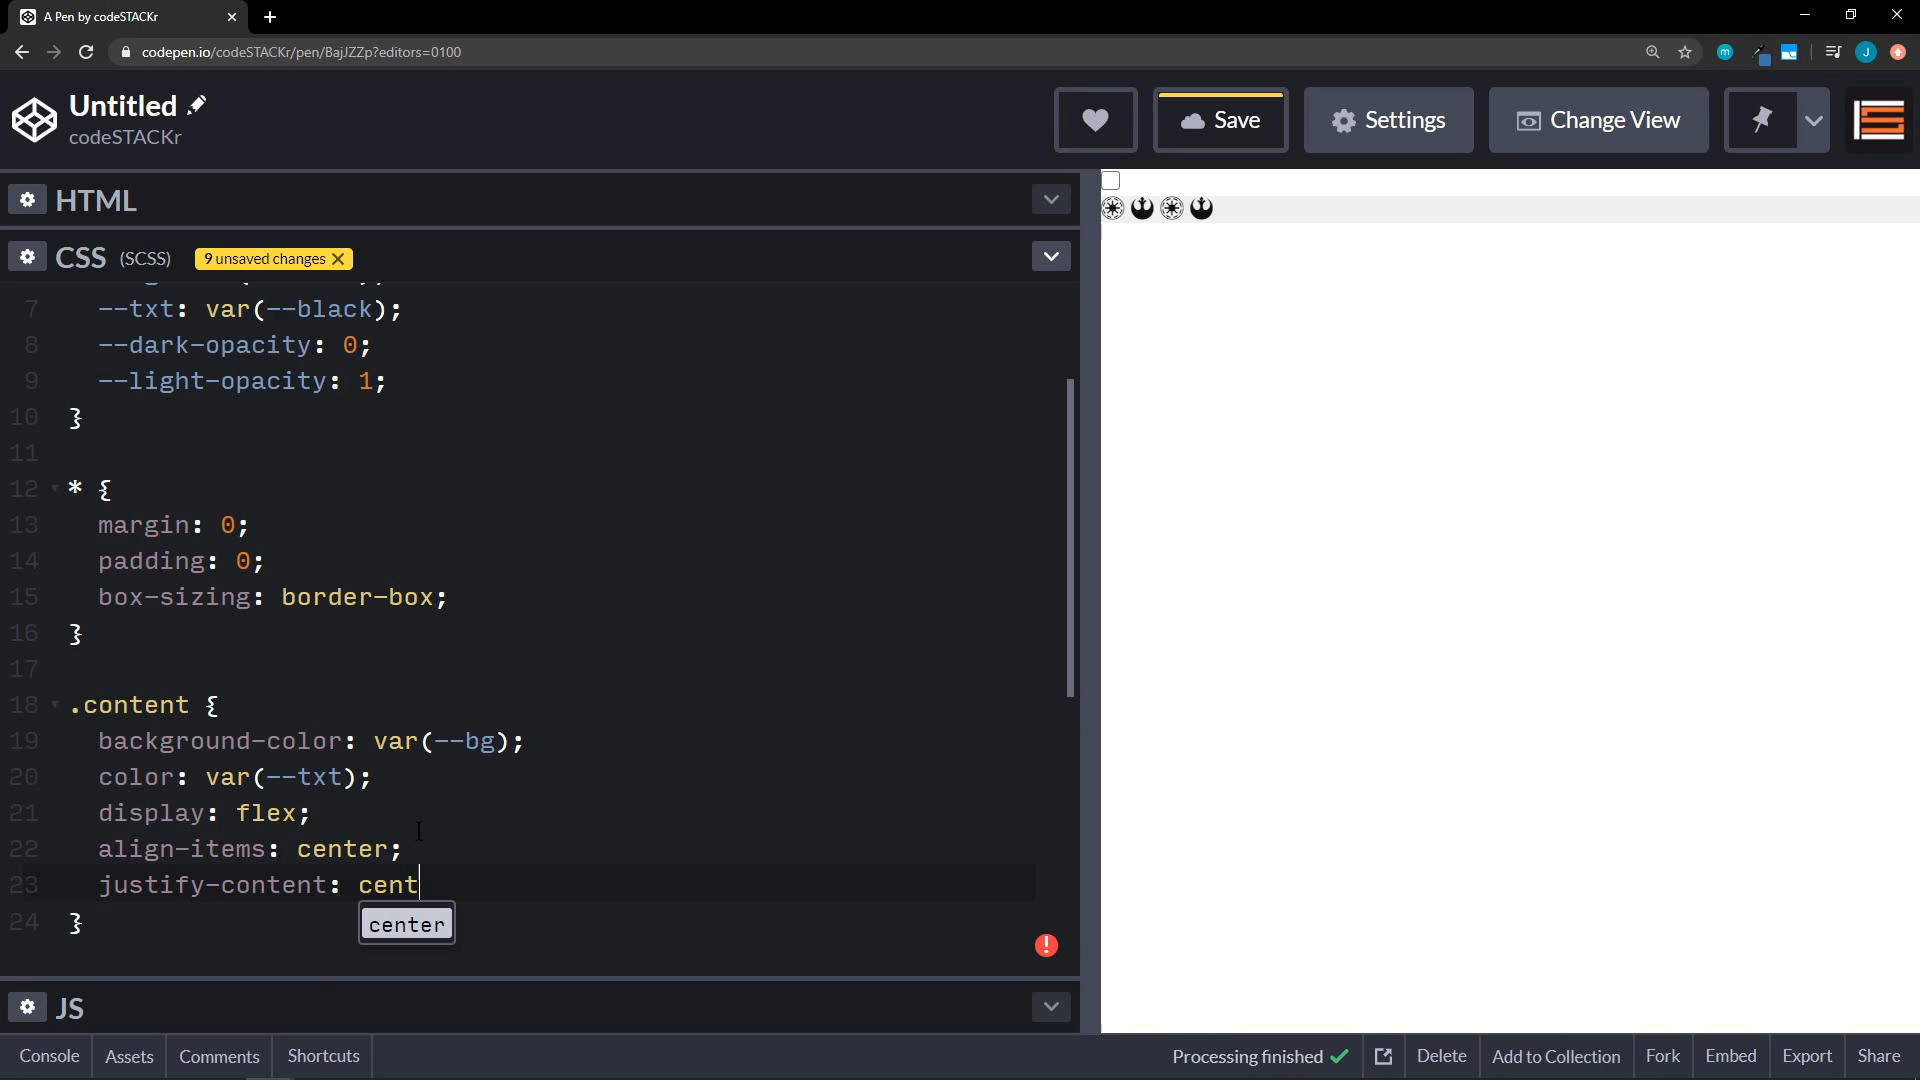 A Pen by codeSTACKr
codepen.io/codeSTACKr/pen/BajJZZp?editors=0100
m
J
Untitled
codeSTACKr
Save
Settings
Change View
HTML
CSS (SCSS) 9 unsaved changes
7 --txt: var(--black);
8 --dark-opacity: 0;
9 --light-opacity: 1;
10 }
11
12 * {
13 margin: 0;
14 padding: 0;
15 box-sizing: border-box;
16 }
17
18 .content {
19 background-color: var(--bg);
20 color: var(--txt);
21 display: flex;
22 align-items: center;
23 justify-content: cent
24 }
center
JS
Console Assets Comments Shortcuts Processing finished Delete Add to Collection Fork Embed Export Share